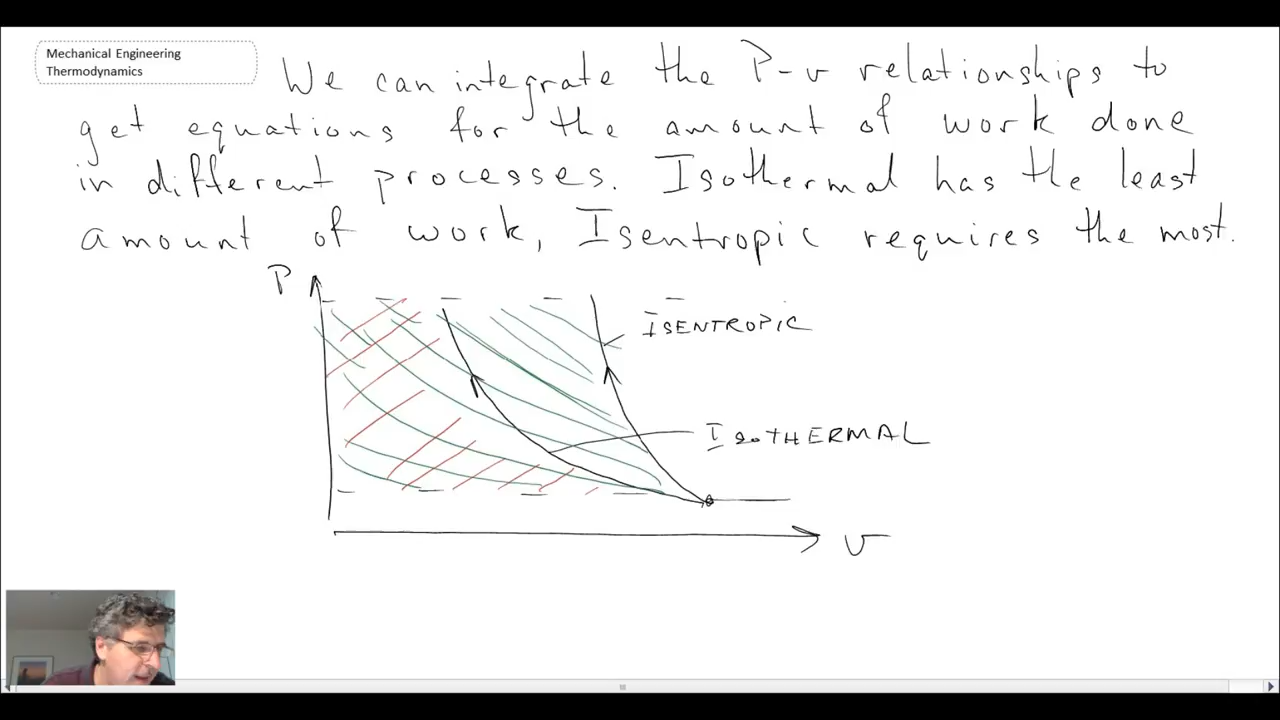 Mechanical Engineering
Thermodynamics
We can integrate the P-v relationships to
get equations for the amount of work done
in different processes. Isothermal has the least
amount of work, Isentropic requires the most.
P
ISENTROPIC
IsoTHERMAL
v